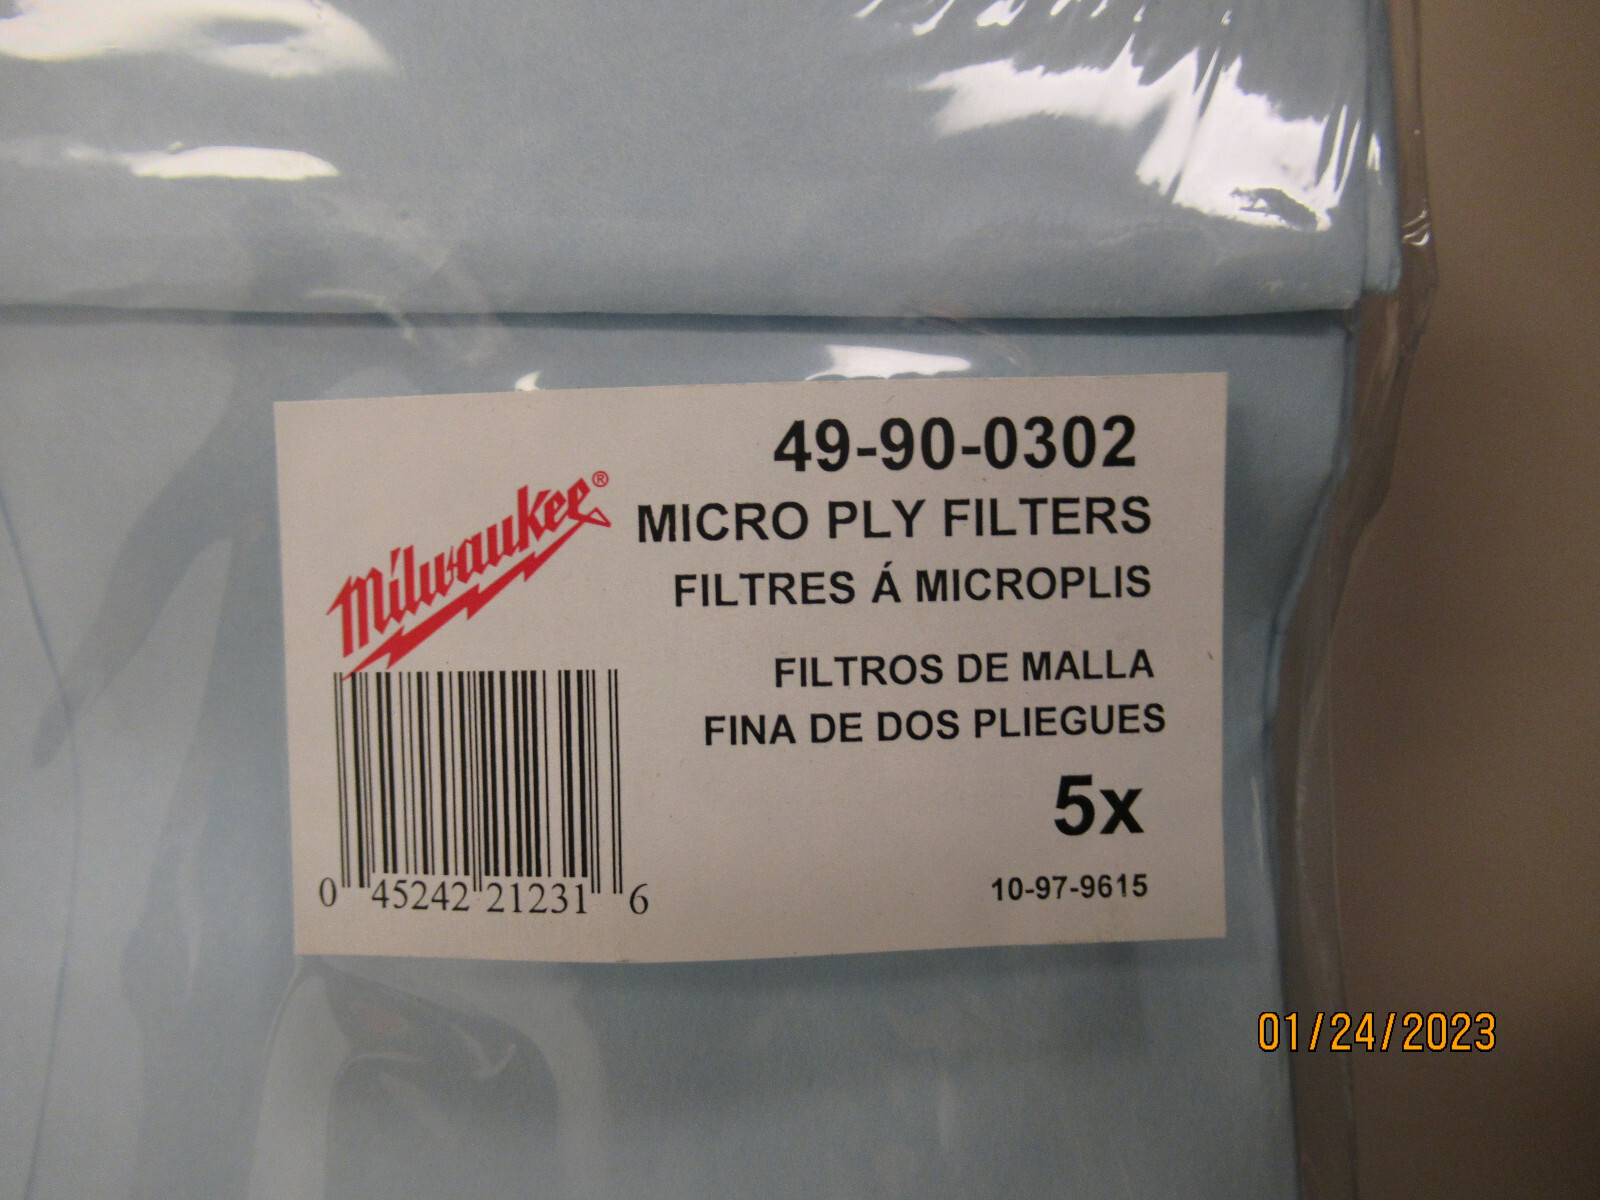 49-90-0302
Milwaukee®
MICRO PLY FILTERS
FILTRES Á MICROPLIS
FILTROS DE MALLA
FINA DE DOS PLIEGUES
5x
10-97-9615
0 45242 21231 6
01/24/2023